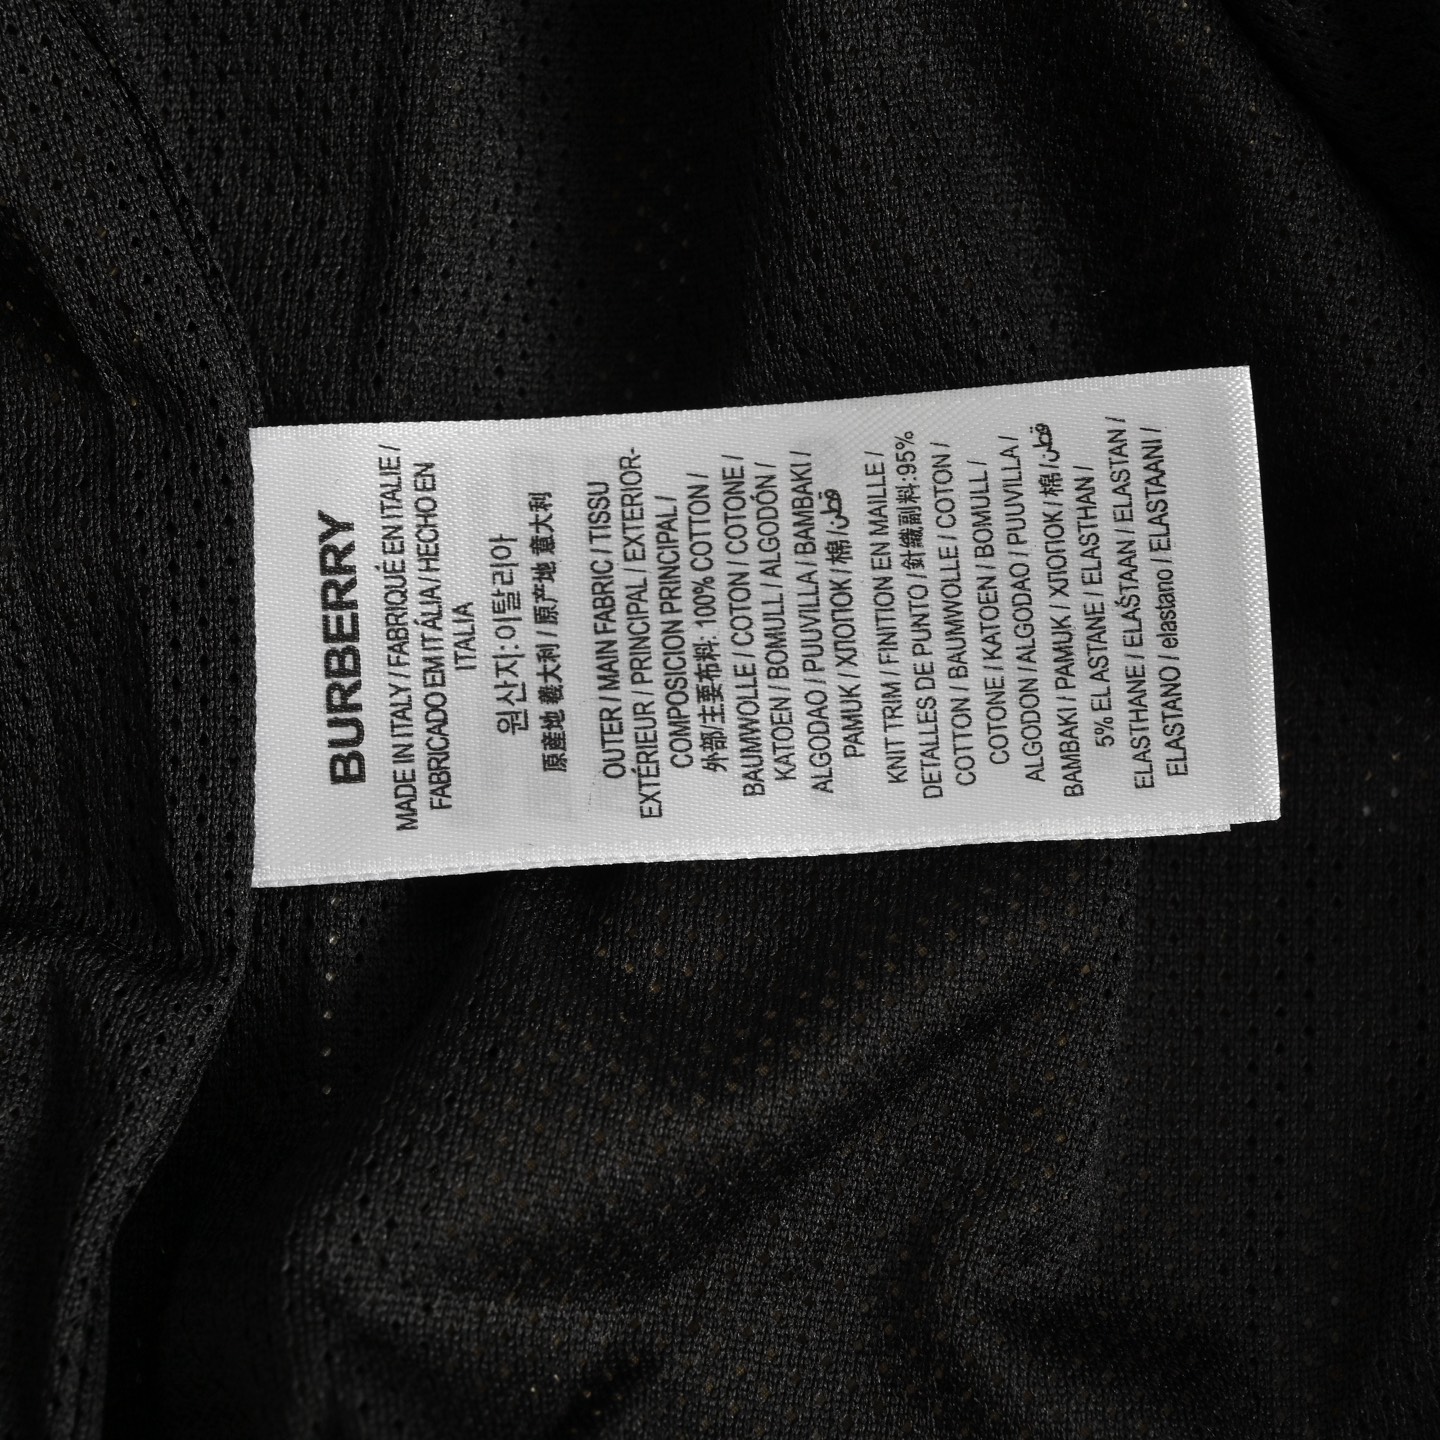 BURBERRY
MADE IN ITALY / FABRIQUÉ EN ITALIE /
FABRICADO EM ITÁLIA / HECHO EN
ITALIA
원산지: 이탈리아
原産地 義大利 / 原产地 意大利
OUTER / MAIN FABRIC / TISSU
EXTÉRIEUR / PRINCIPAL / EXTERIOR-
COMPOSICION PRINCIPAL /
外部/主要布料: 100% COTTON /
BAUMWOLLE / COTON / COTONE /
KATOEN / BOMULL / ALGODÓN /
ALGODAO / PUUVILLA / BAMBAKI /
PAMUK / ХЛОПОК / 棉 / قطن
KNIT TRIM / FINITION EN MAILLE /
DETALLES DE PUNTO / 針織副料:95%
COTTON / BAUMWOLLE / COTON /
COTONE / KATOEN / BOMULL /
ALGODON / ALGODAO / PUUVILLA /
BAMBAKI / PAMUK / ХЛОПОК / 棉 / قطن
5% ELASTANE / ELASTHAN /
ELASTHANE / ELASTAAN / ELASTAN /
ELASTANO / elastano / ELASTAANI /